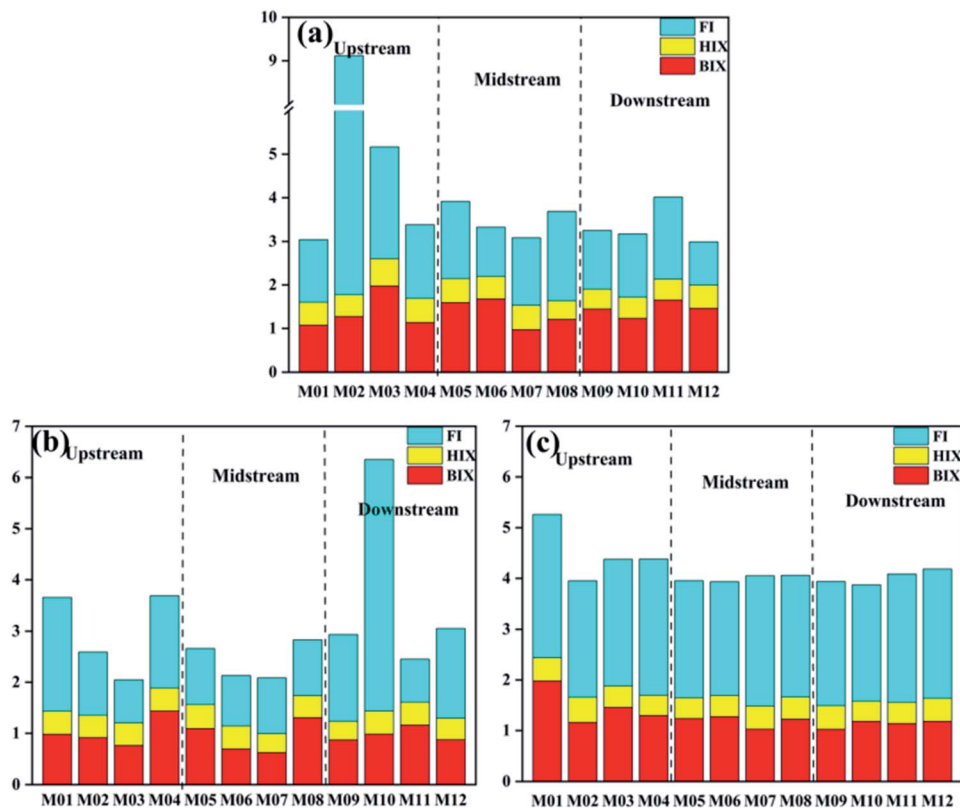 (a)
Upstream
Midstream
Downstream
FI
HIX
BIX
10
9
5
4
3
2
1
0
M01 M02 M03 M04 M05 M06 M07 M08 M09 M10 M11 M12
(b)
Upstream
Midstream
Downstream
FI
HIX
BIX
7
6
5
4
3
2
1
0
M01 M02 M03 M04 M05 M06 M07 M08 M09 M10 M11 M12
(c)
Upstream
Midstream
Downstream
FI
HIX
BIX
7
6
5
4
3
2
1
0
M01 M02 M03 M04 M05 M06 M07 M08 M09 M10 M11 M12